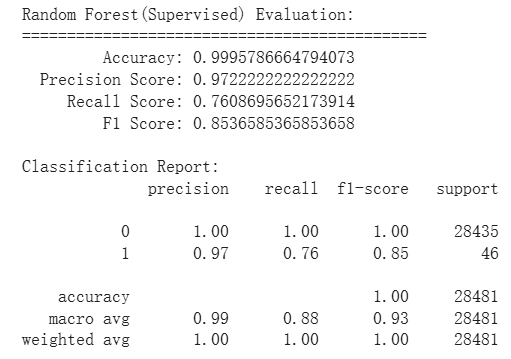 Random Forest(Supervised) Evaluation:
=============================================
Accuracy: 0.9995786664794073
Precision Score: 0.9722222222222222
Recall Score: 0.7608695652173914
F1 Score: 0.8536585365853658
Classification Report:
precision recall f1-score support
0 1.00 1.00 1.00 28435
1 0.97 0.76 0.85 46
accuracy 1.00 28481
macro avg 0.99 0.88 0.93 28481
weighted avg 1.00 1.00 1.00 28481